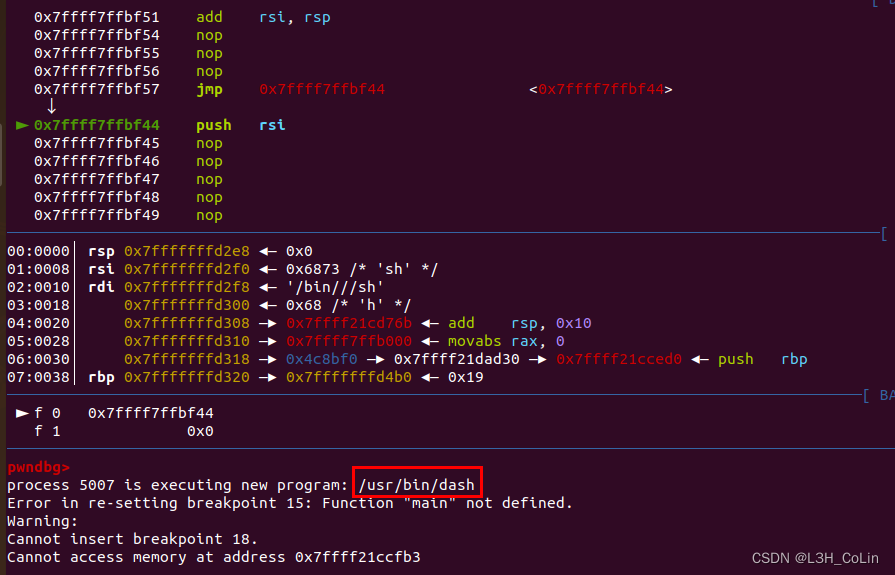 0x7ffff7ffbf51 add rsi, rsp
0x7ffff7ffbf54 nop
0x7ffff7ffbf55 nop
0x7ffff7ffbf56 nop
0x7ffff7ffbf57 jmp 0x7ffff7ffbf44 <0x7ffff7ffbf44>
↓
► 0x7ffff7ffbf44 push rsi
0x7ffff7ffbf45 nop
0x7ffff7ffbf46 nop
0x7ffff7ffbf47 nop
0x7ffff7ffbf48 nop
0x7ffff7ffbf49 nop
[
00:0000│ rsp 0x7fffffffd2e8 ◄— 0x0
01:0008│ rsi 0x7fffffffd2f0 ◄— 0x6873 /* 'sh' */
02:0010│ rdi 0x7fffffffd2f8 ◄— '/bin///sh'
03:0018│ 0x7fffffffd300 ◄— 0x68 /* 'h' */
04:0020│ 0x7fffffffd308 —► 0x7ffff21cd76b ◄— add rsp, 0x10
05:0028│ 0x7fffffffd310 —► 0x7ffff7ffb000 ◄— movabs rax, 0
06:0030│ 0x7fffffffd318 —► 0x4c8bf0 —► 0x7ffff21dad30 —► 0x7ffff21cced0 ◄— push rbp
07:0038│ rbp 0x7fffffffd320 —► 0x7fffffffd4b0 ◄— 0x19
[ BA
► f 0 0x7ffff7ffbf44
f 1 0x0
pwndbg>
process 5007 is executing new program: /usr/bin/dash
Error in re-setting breakpoint 15: Function "main" not defined.
Warning:
Cannot insert breakpoint 18.
Cannot access memory at address 0x7ffff21ccfb3
CSDN @L3H_CoLin